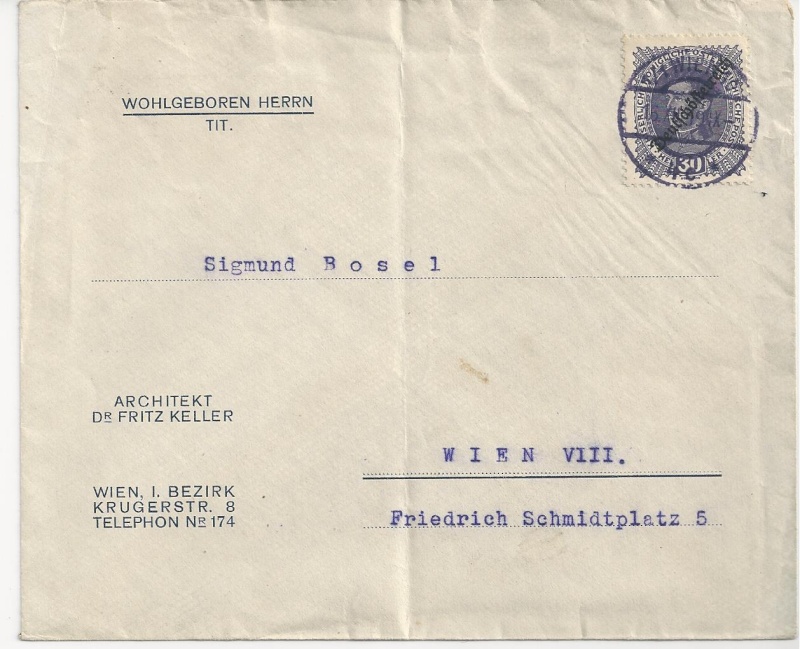 WOHLGEBOREN HERRN
TIT.
30
Sigmund Bosel
ARCHITEKT
DR FRITZ KELLER
WIEN, I. BEZIRK
KRUGERSTR. 8
TELEPHON NR 174
WIEN VIII.
Friedrich Schmidtplatz 5